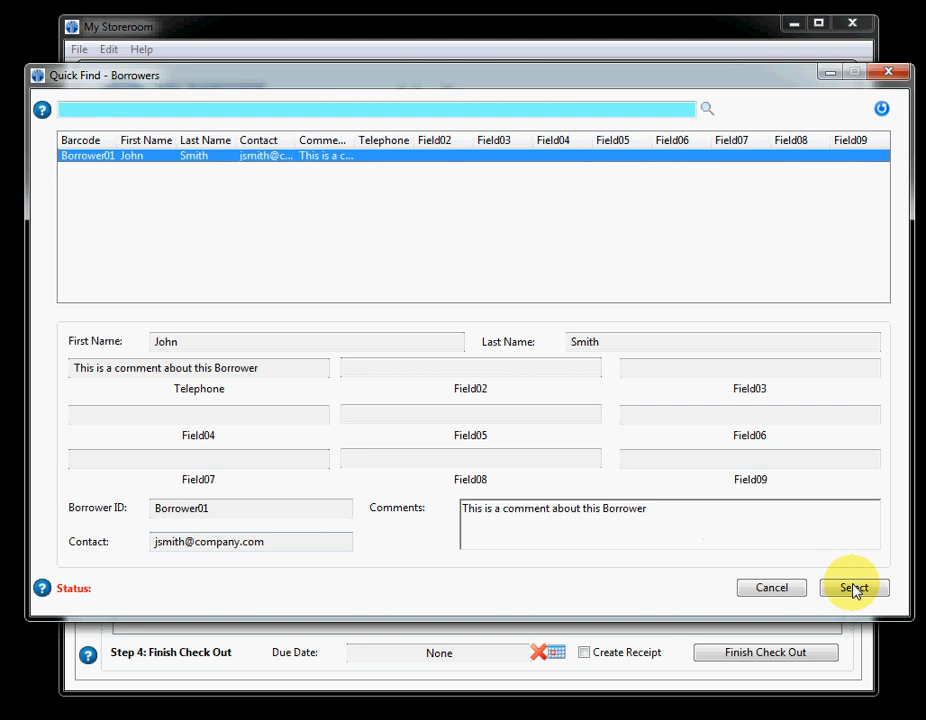 My Storeroom
File Edit Help
Quick Find - Borrowers
Barcode First Name Last Name Contact Comme... Telephone Field02 Field03 Field04 Field05 Field06 Field07 Field08 Field09
Borrower01 John Smith jsmith@c... This is a c...
First Name: John Last Name: Smith
This is a comment about this Borrower
Telephone Field02 Field03
Field04 Field05 Field06
Field07 Field08 Field09
Borrower ID: Borrower01 Comments: This is a comment about this Borrower
Contact: jsmith@company.com
Status: Cancel Select
Step 4: Finish Check Out Due Date: None Create Receipt Finish Check Out